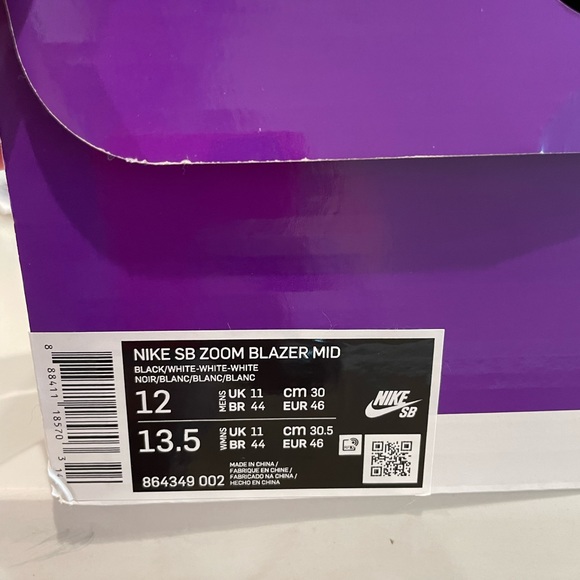 NIKE SB ZOOM BLAZER MID
BLACK/WHITE-WHITE-WHITE
NOIR/BLANC/BLANC/BLANC
12 MENS UK 11 CM 30
BR 44 EUR 46
13.5 WMNS UK 11 CM 30.5
BR 44 EUR 46
NIKE
SB
MADE IN CHINA /
FABRIQUE EN CHINE /
FABRICADO NA CHINA /
HECHO EN CHINA
864349 002
8 88411 18570 3